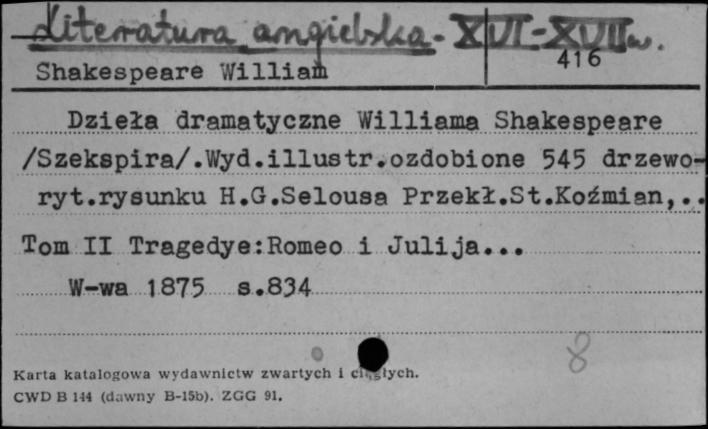 Literatura angielska - XVI-XVII w.
416
Shakespeare William
Dzieła dramatyczne Williama Shakespeare
/Szekspira/.Wyd.illustr.ozdobione 545 drzewo-
ryt.rysunku H.G.Selousa Przekł.St.Koźmian,..
Tom II Tragedye:Romeo i Julija...
W-wa 1875 s.834
8
Karta katalogowa wydawnictw zwartych i ciągłych.
CWD B 144 (dawny B-15b). ZGG 91.